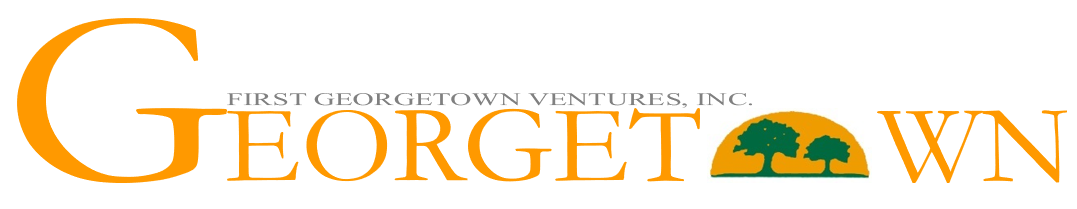 FIRST GEORGETOWN VENTURES, INC.
GEORGETOWN